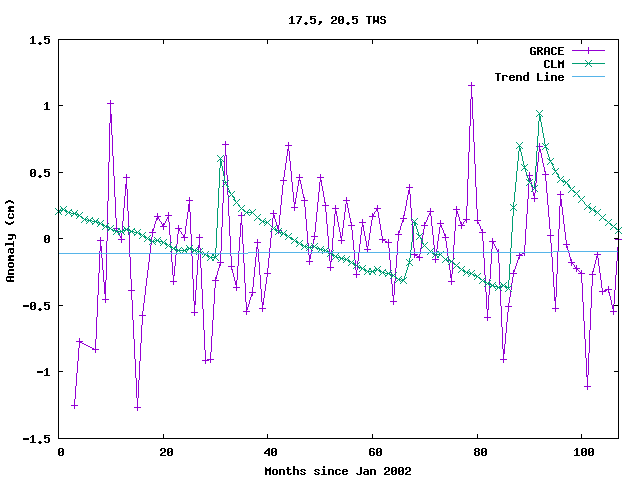 17.5, 20.5 TWS
GRACE
CLM
Trend Line
1.5
1
0.5
0
-0.5
-1
-1.5
Anomaly (cm)
0 20 40 60 80 100
Months since Jan 2002